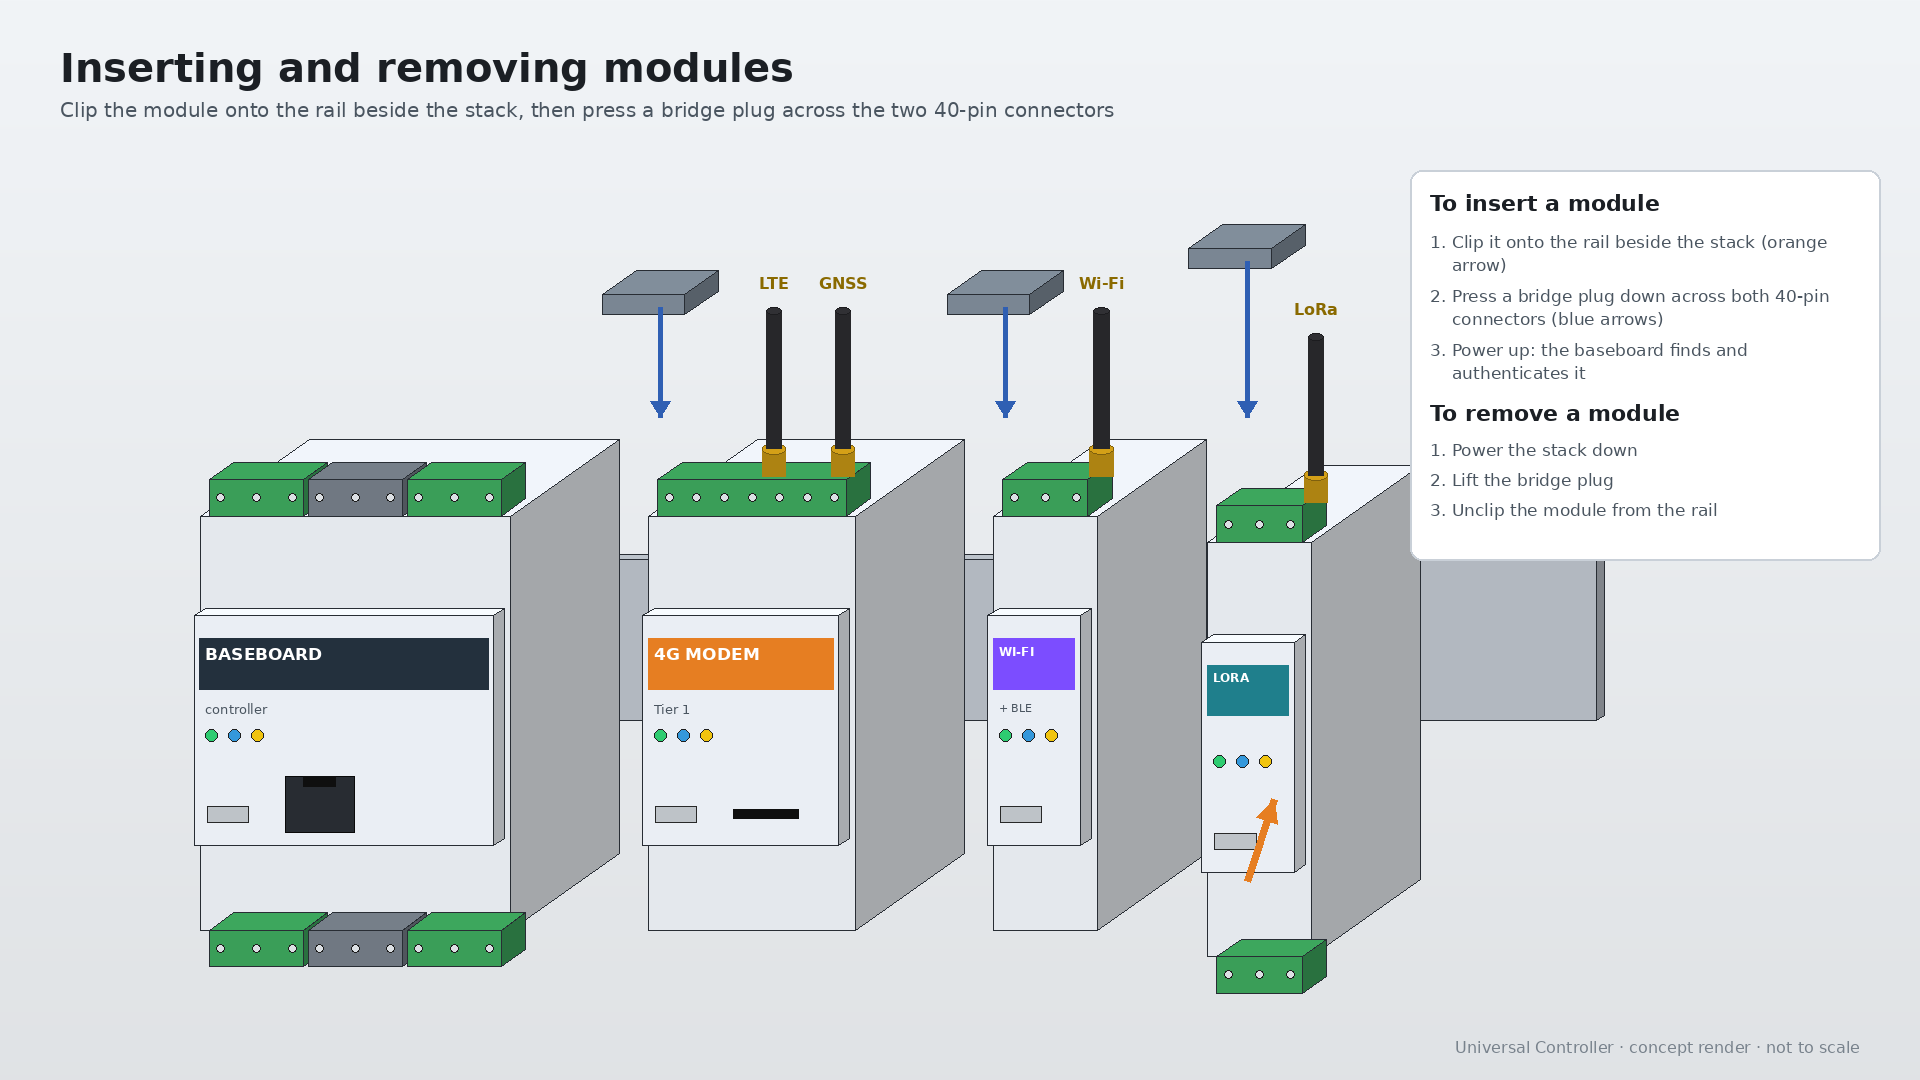 Inserting and removing modules
Clip the module onto the rail beside the stack, then press a bridge plug across the two 40-pin connectors
LTE
GNSS
Wi-Fi
LoRa
To insert a module
1. Clip it onto the rail beside the stack (orange
arrow)
2. Press a bridge plug down across both 40-pin
connectors (blue arrows)
3. Power up: the baseboard finds and
authenticates it
To remove a module
1. Power the stack down
2. Lift the bridge plug
3. Unclip the module from the rail
BASEBOARD
controller
4G MODEM
Tier 1
WI-FI
+ BLE
LORA
Universal Controller · concept render · not to scale